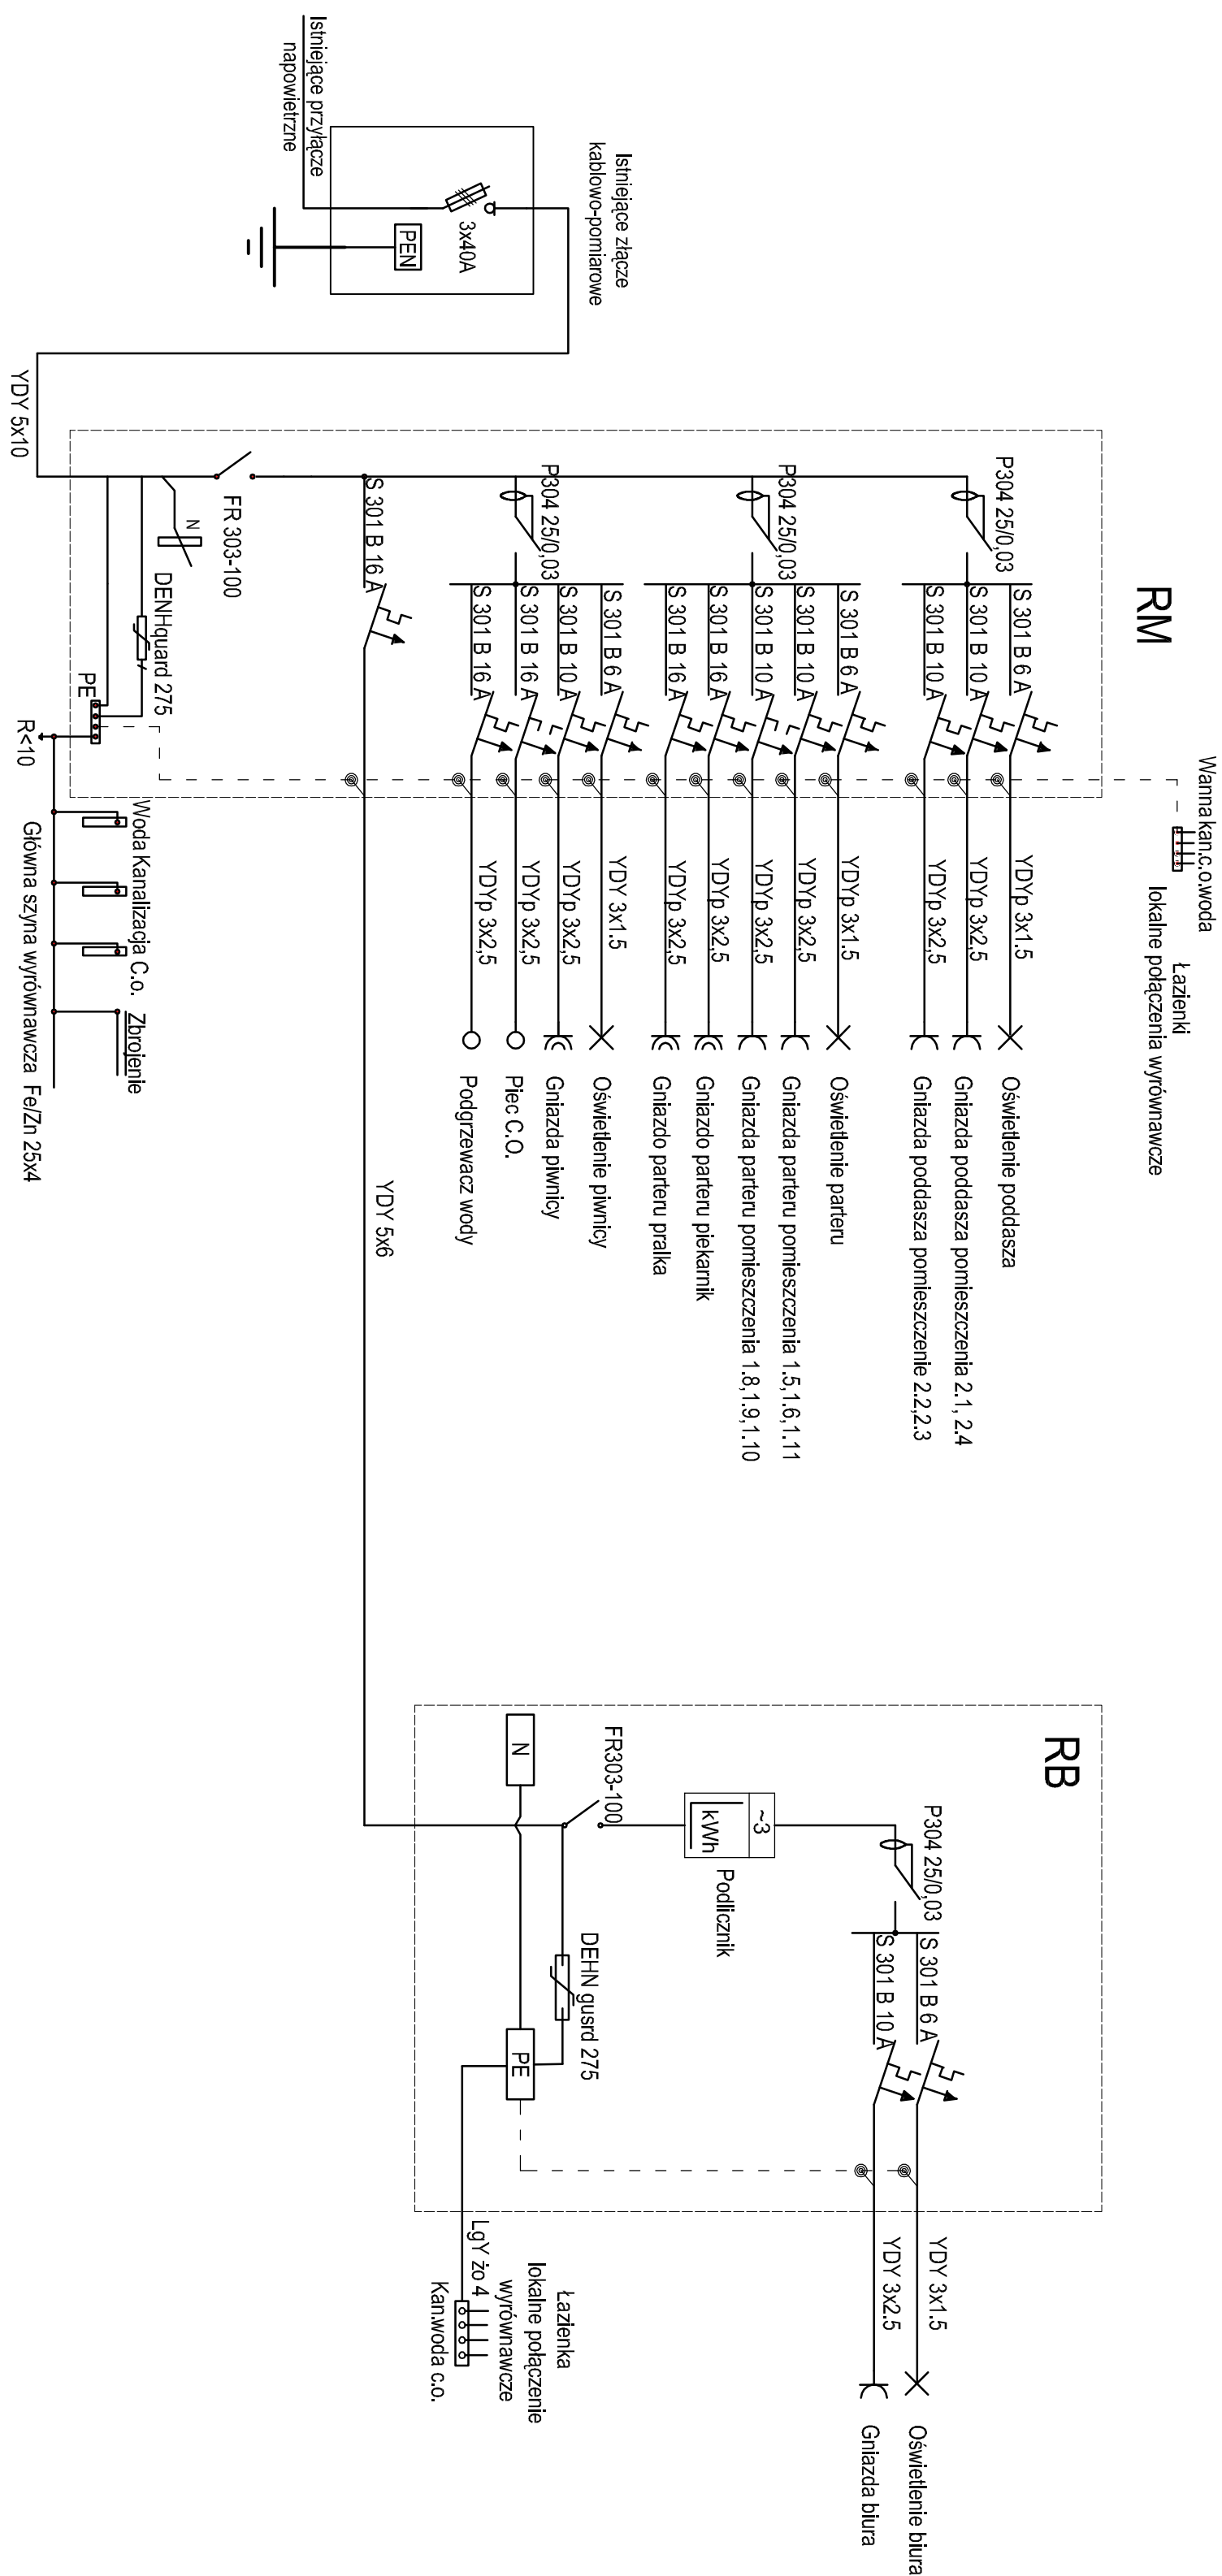 RM
Wanna kan.c.o.woda
Łazienki
lokalne połączenia wyrównawcze
P304 25/0,03
S 301 B 6 A
YDYp 3x1.5
Oświetlenie poddasza
S 301 B 10 A
YDYp 3x2,5
Gniazda poddasza pomieszczenia 2.1, 2.4
S 301 B 10 A
YDYp 3x2,5
Gniazda poddasza pomieszczenie 2.2,2.3
P304 25/0,03
S 301 B 6 A
YDYp 3x1.5
Oświetlenie parteru
S 301 B 10 A
YDYp 3x2,5
Gniazda parteru pomieszczenia 1.5,1.6,1.11
S 301 B 10 A
YDYp 3x2,5
Gniazda parteru pomieszczenia 1.8,1.9,1.10
S 301 B 16 A
YDYp 3x2,5
Gniazdo parteru piekarnik
S 301 B 16 A
YDYp 3x2,5
Gniazdo parteru pralka
P304 25/0,03
S 301 B 6 A
YDY 3x1.5
Oświetlenie piwnicy
S 301 B 10 A
YDYp 3x2,5
Gniazda piwnicy
S 301 B 16 A
YDYp 3x2,5
Piec C.O.
S 301 B 16 A
YDYp 3x2,5
Podgrzewacz wody
S 301 B 16 A
YDY 5x6
Istniejące złącze
kablowo-pomiarowe
3x40A
PEN
Istniejące przyłącze
napowietrzne
YDY 5x10
FR 303-100
N
DENHquard 275
PE
R<10
Woda
Kanalizacja
C.o.
Zbrojenie
Główna szyna wyrównawcza Fe/Zn 25x4
RB
P304 25/0,03
S 301 B 6 A
YDY 3x1.5
Oświetlenie biura
S 301 B 10 A
YDY 3x2.5
Gniazda biura
~3
kWh
Podlicznik
FR303-100
DEHN gusrd 275
N
PE
Łazienka
lokalne połączenie
wyrównawcze
LgY żo 4
Kan.woda c.o.